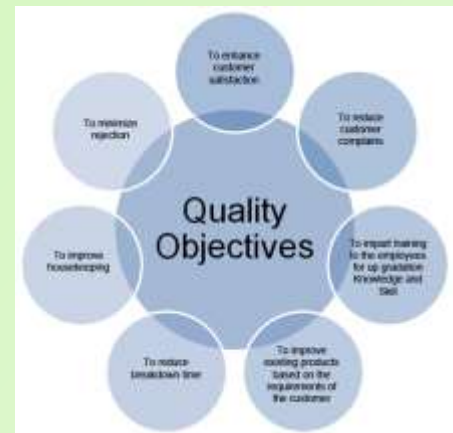 Quality
Objectives
To enhance
customer
satisfaction
To reduce
customer
complains
To impart training
to the employees
for up gradation
Knowledge and
Skill
To improve
existing products
based on the
requirements of
the customer
To reduce
breakdown time
To improve
housekeeping
To minimize
rejection